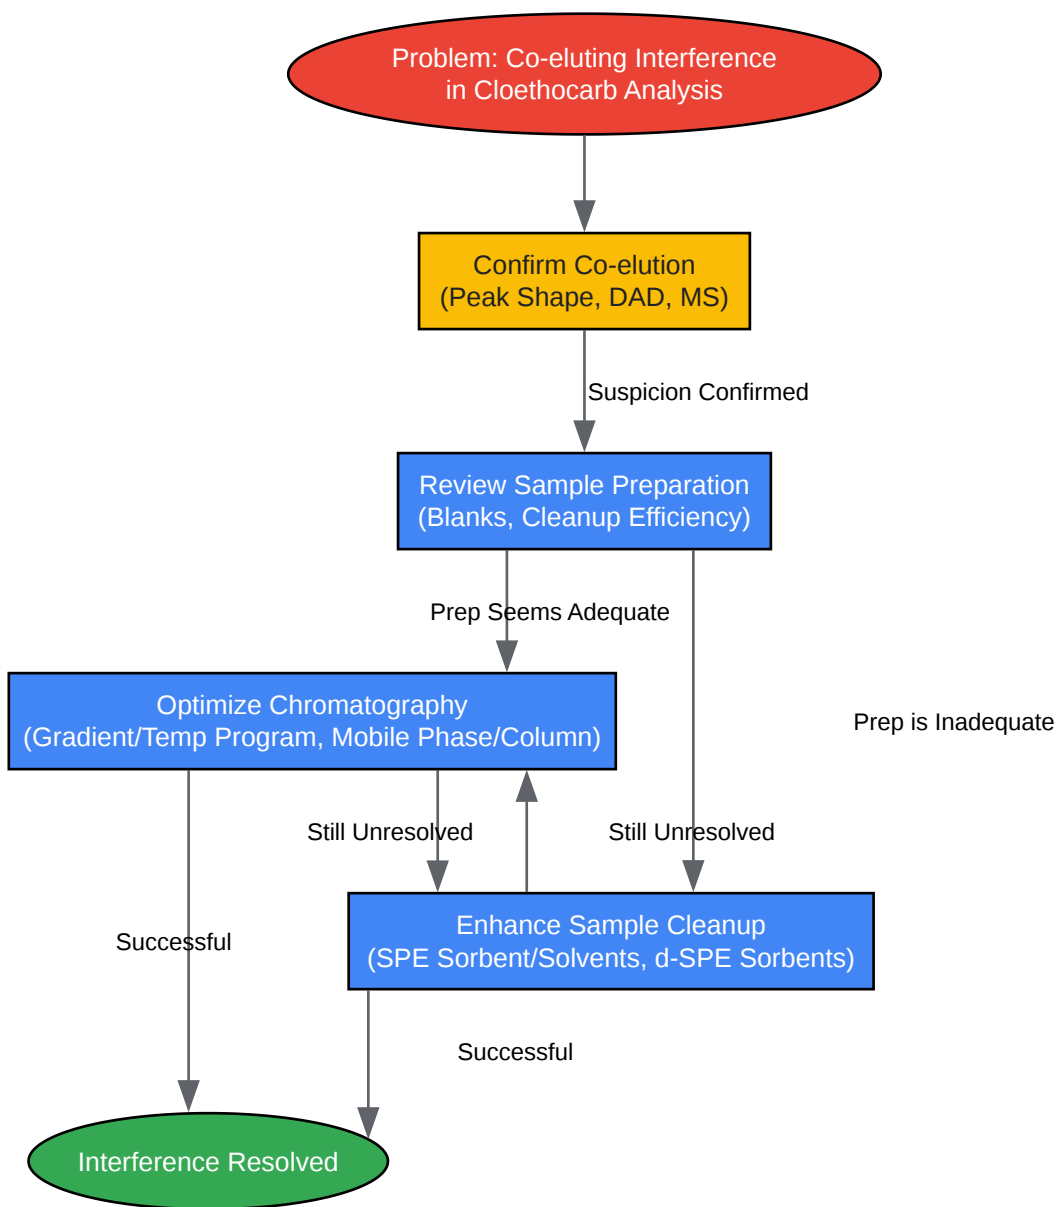 Problem: Co-eluting Interference
in Cloethocarb Analysis
Confirm Co-elution
(Peak Shape, DAD, MS)
Suspicion Confirmed
Review Sample Preparation
(Blanks, Cleanup Efficiency)
Prep Seems Adequate
Optimize Chromatography
(Gradient/Temp Program, Mobile Phase/Column)
Prep is Inadequate
Still Unresolved
Still Unresolved
Enhance Sample Cleanup
(SPE Sorbent/Solvents, d-SPE Sorbents)
Successful
Successful
Interference Resolved